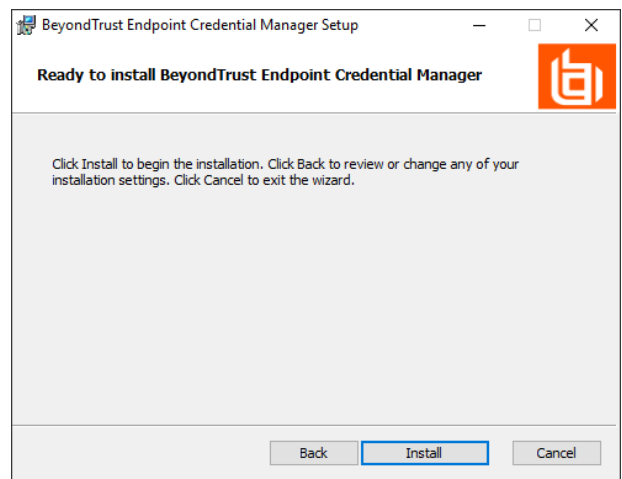 BeyondTrust Endpoint Credential Manager Setup
Ready to install BeyondTrust Endpoint Credential Manager
Click Install to begin the installation. Click Back to review or change any of your
installation settings. Click Cancel to exit the wizard.
Back Install Cancel